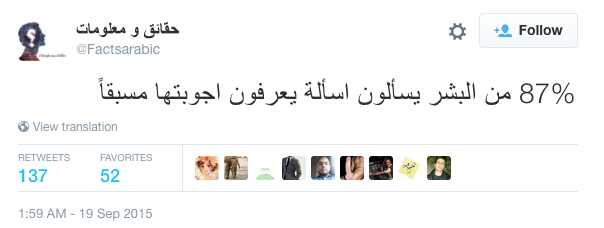 حقائق و معلومات
@Factsarabic
Follow
87% من البشر يسألون اسألة يعرفون اجوبتها مسبقاً
View translation
RETWEETS FAVORITES
137 52
1:59 AM - 19 Sep 2015